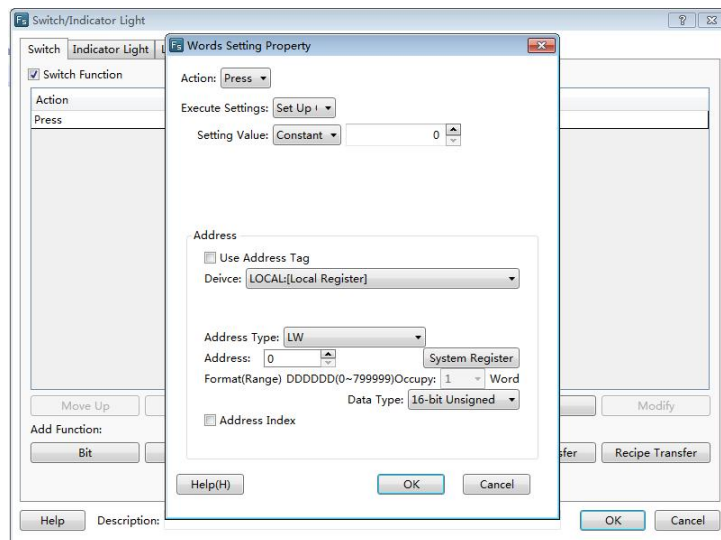 Fs Switch/Indicator Light
Switch Indicator Light L
Switch Function
Action
Press
Move Up
Modify
Add Function:
Bit
sfer
Recipe Transfer
Help
Description:
OK
Cancel
Fs Words Setting Property
Action: Press
Execute Settings: Set Up
Setting Value: Constant 0
Address
Use Address Tag
Deivce: LOCAL:[Local Register]
Address Type: LW
Address: 0 System Register
Format(Range) DDDDDD(0~799999)Occupy: 1 Word
Data Type: 16-bit Unsigned
Address Index
Help(H)
OK
Cancel